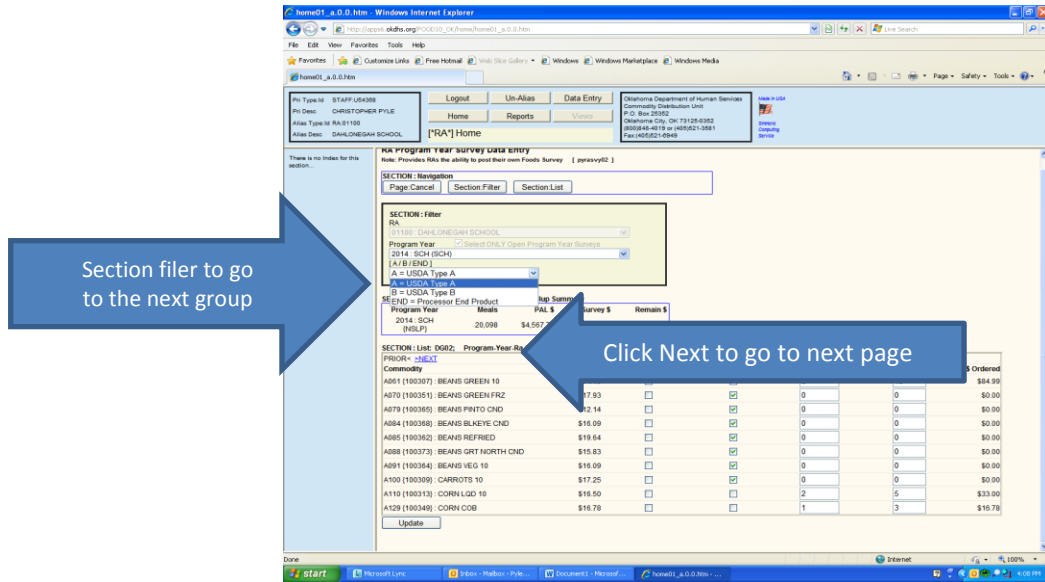 home01_a.0.0.htm - Windows Internet Explorer
http://apps6.okdhs.org/FOODS10_OK/home/home01_a.0.0.htm
Live Search
File Edit View Favorites Tools Help
Favorites Customize Links Free Hotmail Web Slice Gallery Windows Windows Marketplace Windows Media
home01_a.0.0.htm
Page Safety Tools
Pri Type:Id STAFF:U54368
Pri Desc CHRISTOPHER PYLE
Alias Type:Id RA:01100
Alias Desc DAHLONEGAH SCHOOL
Logout Un-Alias Data Entry
Home Reports Views
[*RA*] Home
Oklahoma Department of Human Services
Commodity Distribution Unit
P.O. Box 25352
Oklahoma City, OK 73125-0352
(800)848-4019 or (405)521-3581
Fax:(405)521-6949
Made in USA
Computing
Service
There is no Index for this
section...
RA Program Year Survey Data Entry
Note: Provides RAs the ability to post their own Foods Survey [ pyrasvy02 ]
SECTION : Navigation
Page:Cancel Section:Filter Section:List
SECTION : Filter
RA
01100 : DAHLONEGAH SCHOOL
Program Year Select ONLY Open Program Year Surveys
2014 : SCH (SCH)
[ A / B / END ]
A = USDA Type A
A = USDA Type A
B = USDA Type B
END = Processor End Product
Program Year Meals PAL $ Survey $ Remain $
2014 : SCH
{NSLP}
20,098
SECTION : List: DG02; Program-Year-Ra
PRIOR< >NEXT
Commodity
$ Ordered
A061 {100307} : BEANS GREEN 10 $84.99
A070 {100351} : BEANS GREEN FRZ 0 0 $0.00
A079 {100365} : BEANS PINTO CND 0 0 $0.00
A084 {100368} : BEANS BLKEYE CND $16.09 0 0 $0.00
A085 {100362} : BEANS REFRIED $19.64 0 0 $0.00
A088 {100373} : BEANS GRT NORTH CND $15.83 0 0 $0.00
A091 {100364} : BEANS VEG 10 $16.09 0 0 $0.00
A100 {100309} : CARROTS 10 $17.25 0 0 $0.00
A110 {100313} : CORN LQD 10 $16.50 2 5 $33.00
A129 {100349} : CORN COB $16.78 1 3 $16.78
Update
Section filer to go
to the next group
Click Next to go to next page
Done
Internet
100%
start
Microsoft Lync
Inbox - Mailbox - Pyle...
Document1 - Microsof...
home01_a.0.0.htm - ...
4:08 PM